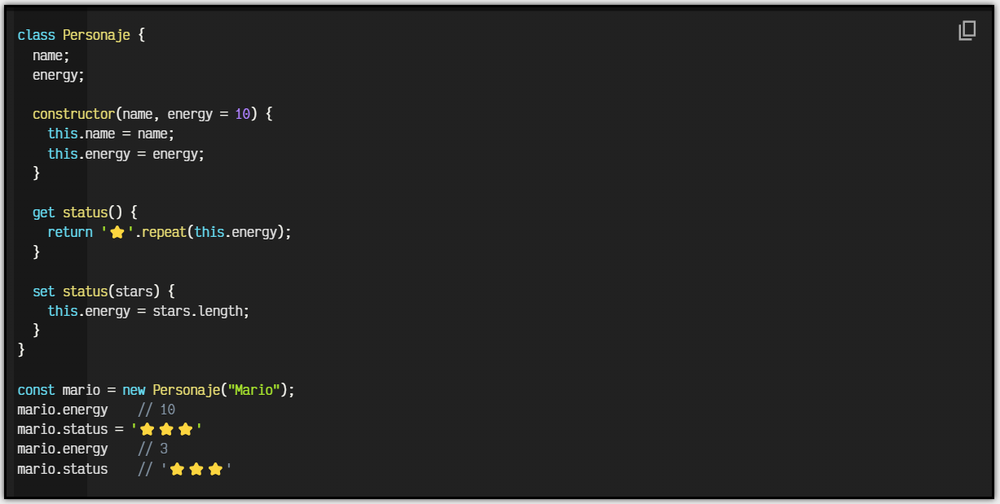 class Personaje {
  name;
  energy;

  constructor(name, energy = 10) {
    this.name = name;
    this.energy = energy;
  }

  get status() {
    return '⭐'.repeat(this.energy);
  }

  set status(stars) {
    this.energy = stars.length;
  }
}

const mario = new Personaje("Mario");
mario.energy    // 10
mario.status = '⭐⭐⭐'
mario.energy    // 3
mario.status    // '⭐⭐⭐'